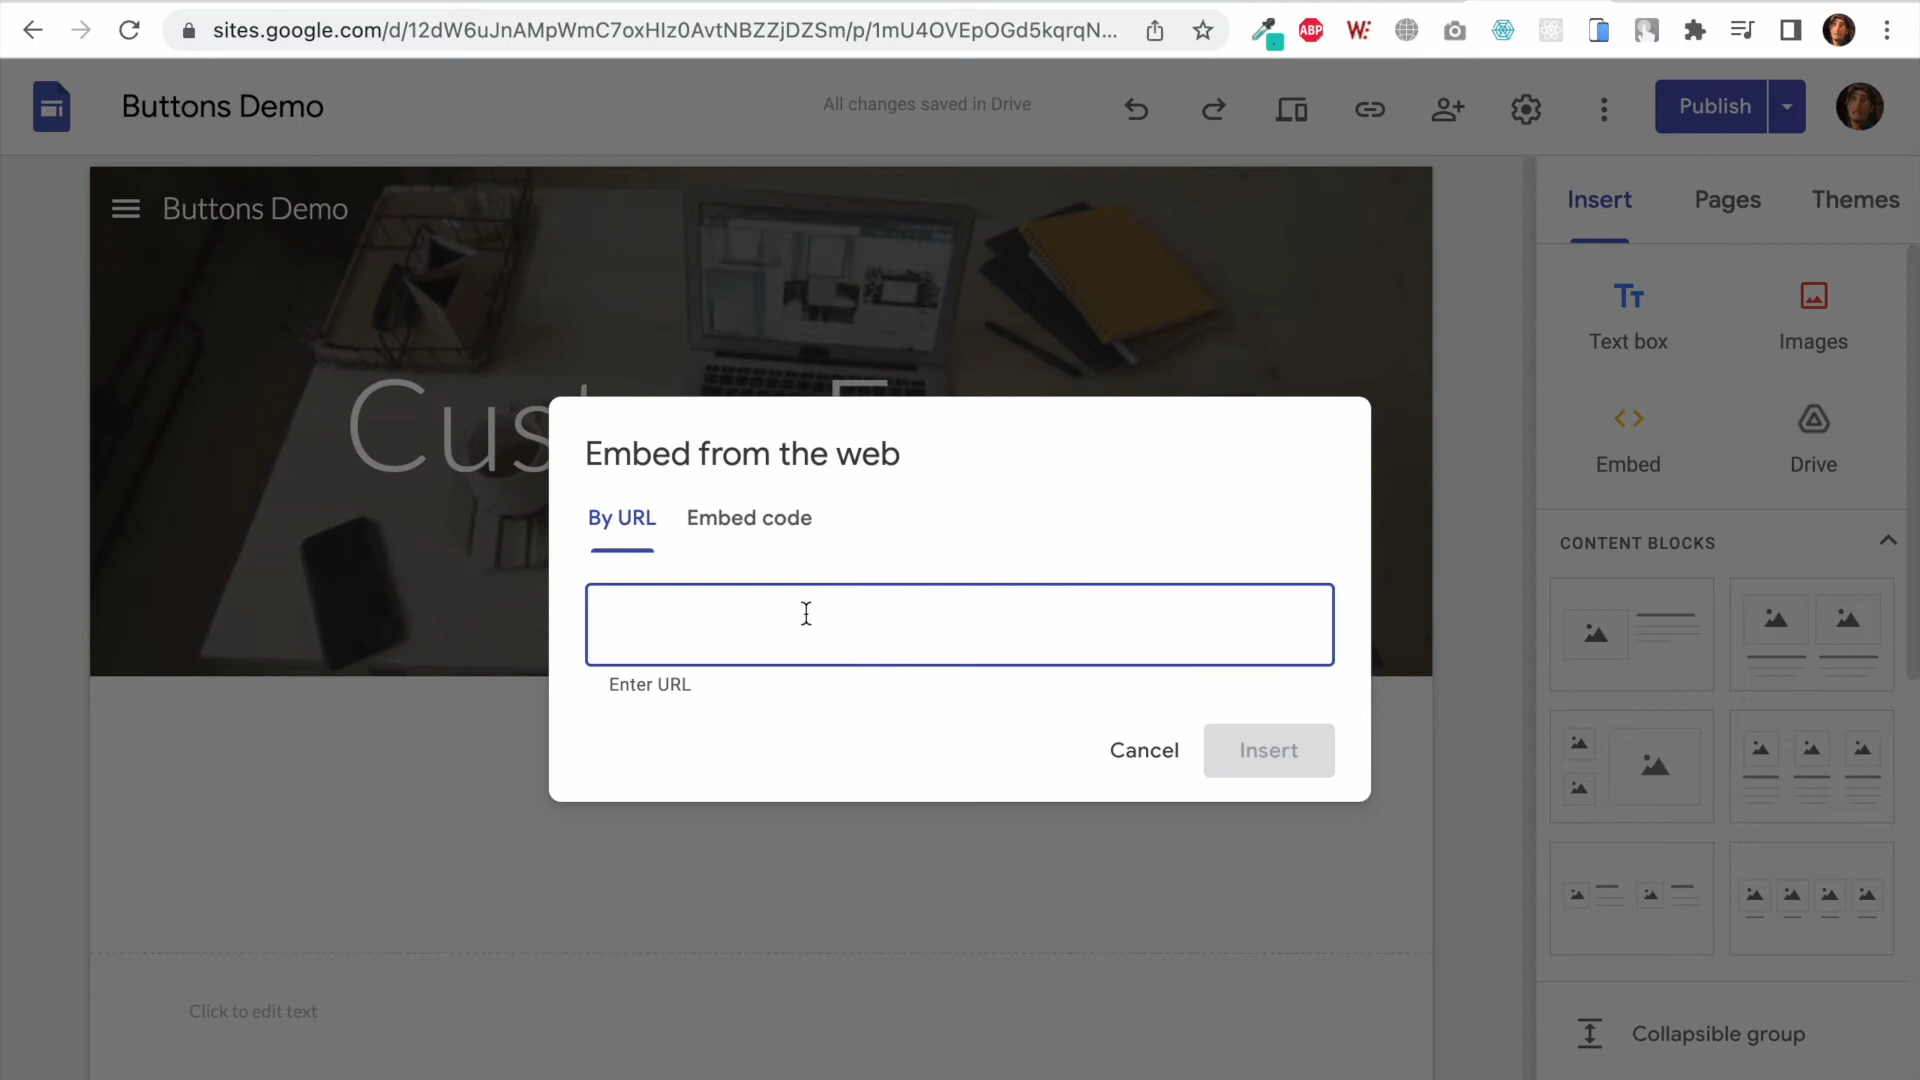 sites.google.com/d/12dW6uJnAMpWmC7oxHIz0AvtNBZZjDZSm/p/1mU4OVEpOGd5kqrqN...
ABP
W:
Buttons Demo
All changes saved in Drive
Publish
Buttons Demo
Insert
Pages
Themes
Tт
Text box
Images
Embed
Drive
Cus
Embed from the web
By URL
Embed code
Enter URL
Cancel
Insert
CONTENT BLOCKS
Click to edit text
Collapsible group